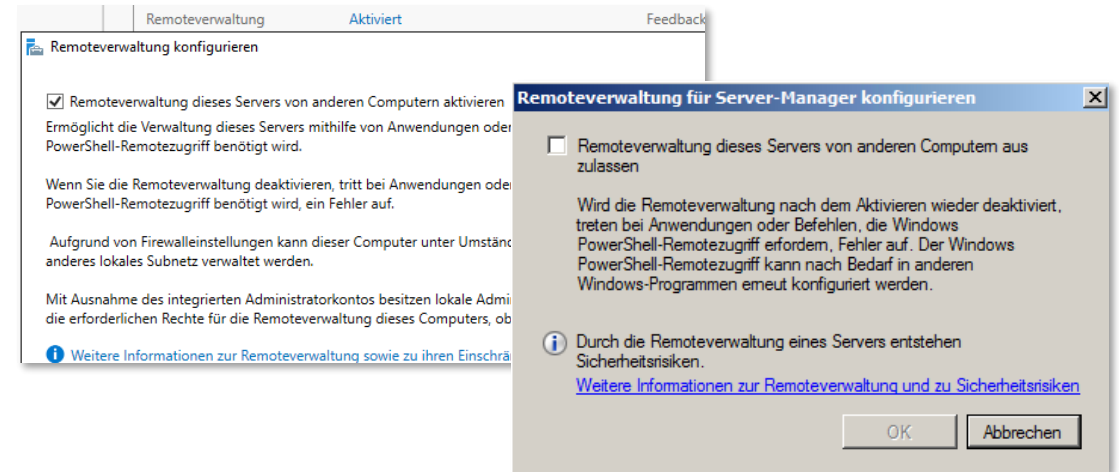 Remoteverwaltung Aktiviert Feedback
Remoteverwaltung konfigurieren
Remoteverwaltung dieses Servers von anderen Computern aktivieren
Ermöglicht die Verwaltung dieses Servers mithilfe von Anwendungen oder
PowerShell-Remotezugriff benötigt wird.
Wenn Sie die Remoteverwaltung deaktivieren, tritt bei Anwendungen oder
PowerShell-Remotezugriff benötigt wird, ein Fehler auf.
Aufgrund von Firewalleinstellungen kann dieser Computer unter Umstän
anderes lokales Subnetz verwaltet werden.
Mit Ausnahme des integrierten Administratorkontos besitzen lokale Admi
die erforderlichen Rechte für die Remoteverwaltung dieses Computers, ob
Weitere Informationen zur Remoteverwaltung sowie zu ihren Einschrä
Remoteverwaltung für Server-Manager konfigurieren
Remoteverwaltung dieses Servers von anderen Computern aus
zulassen
Wird die Remoteverwaltung nach dem Aktivieren wieder deaktiviert,
treten bei Anwendungen oder Befehlen, die Windows
PowerShell-Remotezugriff erfordern, Fehler auf. Der Windows
PowerShell-Remotezugriff kann nach Bedarf in anderen
Windows-Programmen erneut konfiguriert werden.
Durch die Remoteverwaltung eines Servers entstehen
Sicherheitsrisiken.
Weitere Informationen zur Remoteverwaltung und zu Sicherheitsrisiken
OK Abbrechen